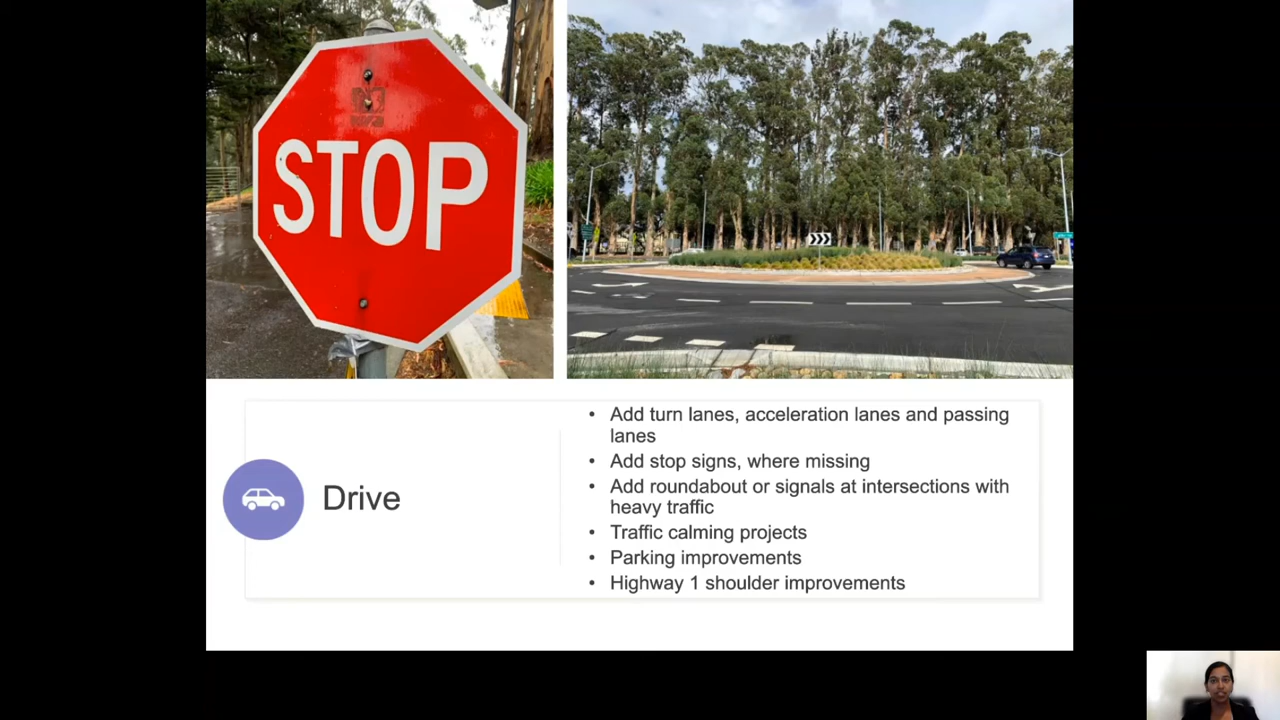 STOP
Drive
• Add turn lanes, acceleration lanes and passing
lanes
• Add stop signs, where missing
• Add roundabout or signals at intersections with
heavy traffic
• Traffic calming projects
• Parking improvements
• Highway 1 shoulder improvements